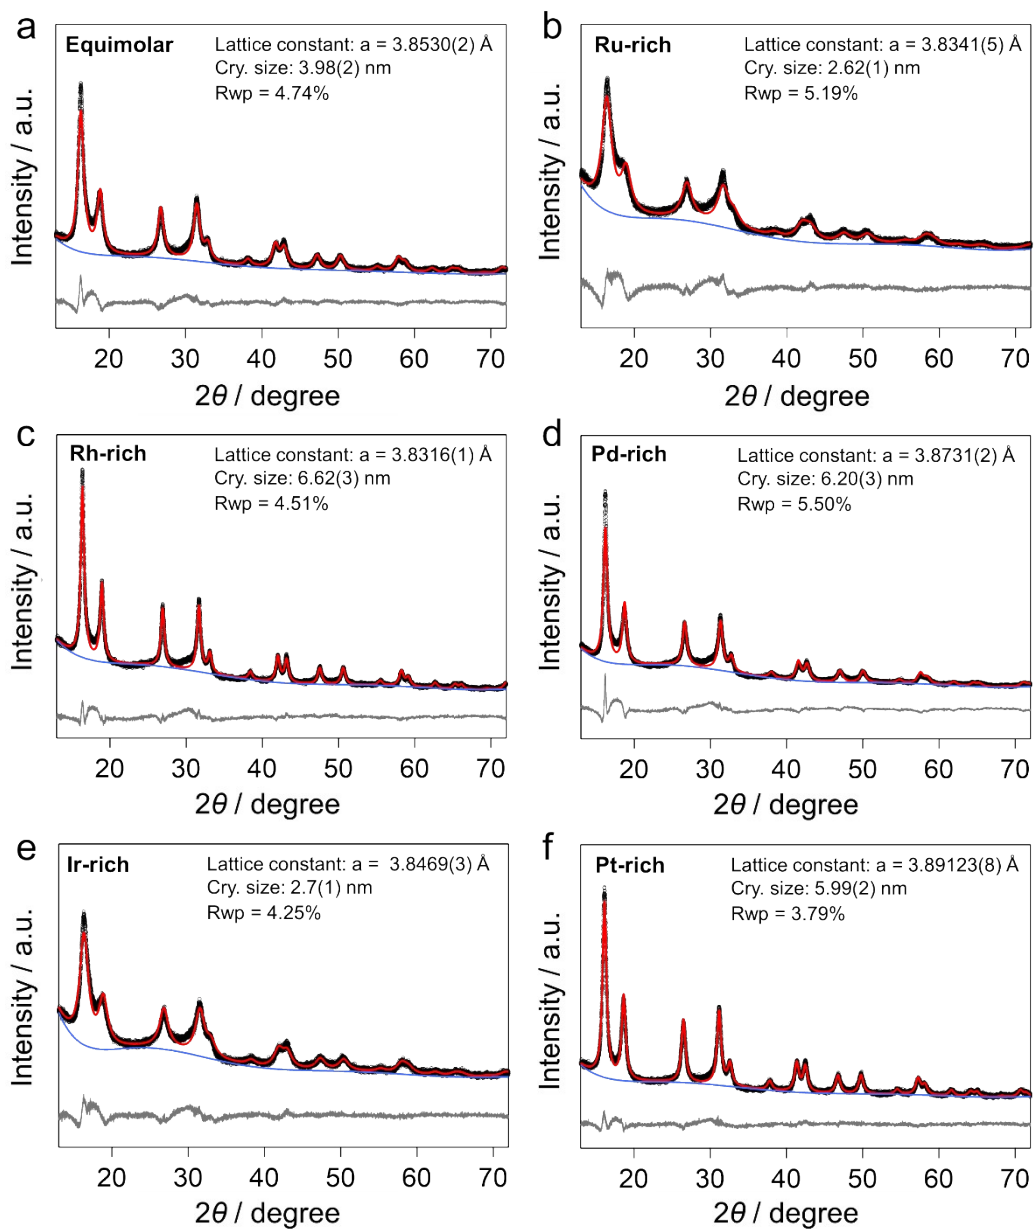 a
Equimolar
Lattice constant: a = 3.8530(2) Å
Cry. size: 3.98(2) nm
Rwp = 4.74%
Intensity / a.u.
20 30 40 50 60 70
2θ / degree
b
Ru-rich
Lattice constant: a = 3.8341(5) Å
Cry. size: 2.62(1) nm
Rwp = 5.19%
Intensity / a.u.
20 30 40 50 60 70
2θ / degree
c
Rh-rich
Lattice constant: a = 3.8316(1) Å
Cry. size: 6.62(3) nm
Rwp = 4.51%
Intensity / a.u.
20 30 40 50 60 70
2θ / degree
d
Pd-rich
Lattice constant: a = 3.8731(2) Å
Cry. size: 6.20(3) nm
Rwp = 5.50%
Intensity / a.u.
20 30 40 50 60 70
2θ / degree
e
Ir-rich
Lattice constant: a = 3.8469(3) Å
Cry. size: 2.7(1) nm
Rwp = 4.25%
Intensity / a.u.
20 30 40 50 60 70
2θ / degree
f
Pt-rich
Lattice constant: a = 3.89123(8) Å
Cry. size: 5.99(2) nm
Rwp = 3.79%
Intensity / a.u.
20 30 40 50 60 70
2θ / degree